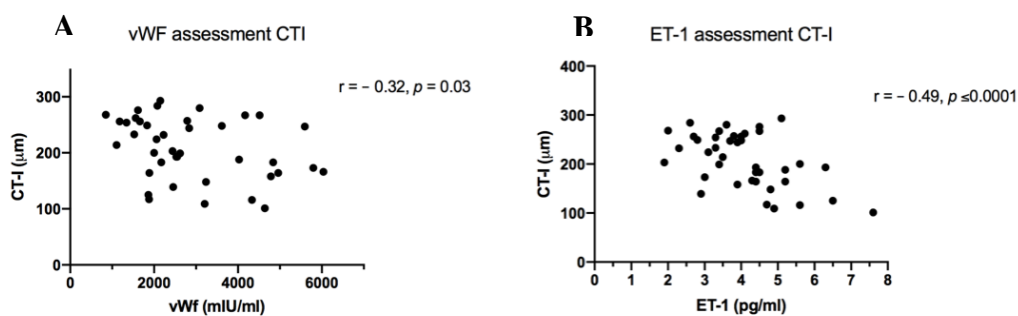 A
vWF assessment CTI
r = − 0.32, p = 0.03
CT-I (µm)
300
200
100
0
0
2000
4000
6000
vWf (mIU/ml)
B
ET-1 assessment CT-I
r = − 0.49, p ≤0.0001
CT-I (µm)
400
300
200
100
0
0
1
2
3
4
5
6
7
8
ET-1 (pg/ml)